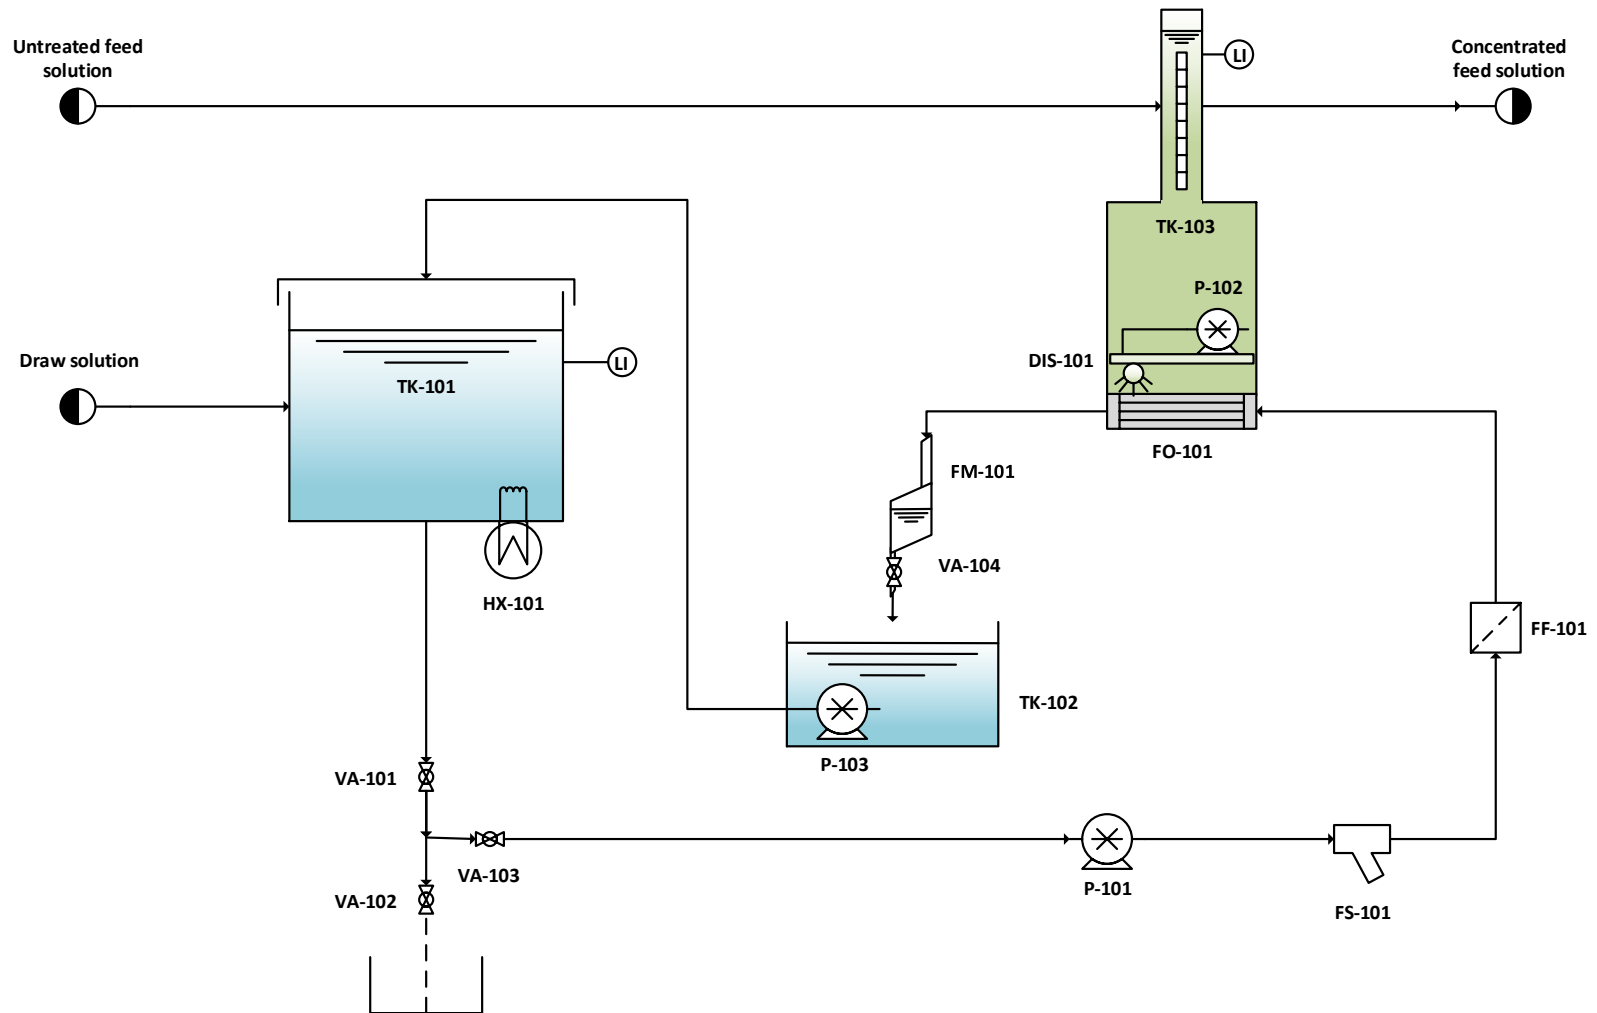 Untreated feed
solution
LI
Concentrated
feed solution
TK-103
P-102
Draw solution
LI
DIS-101
TK-101
FO-101
FM-101
VA-104
HX-101
FF-101
TK-102
P-103
VA-101
VA-103
P-101
VA-102
FS-101